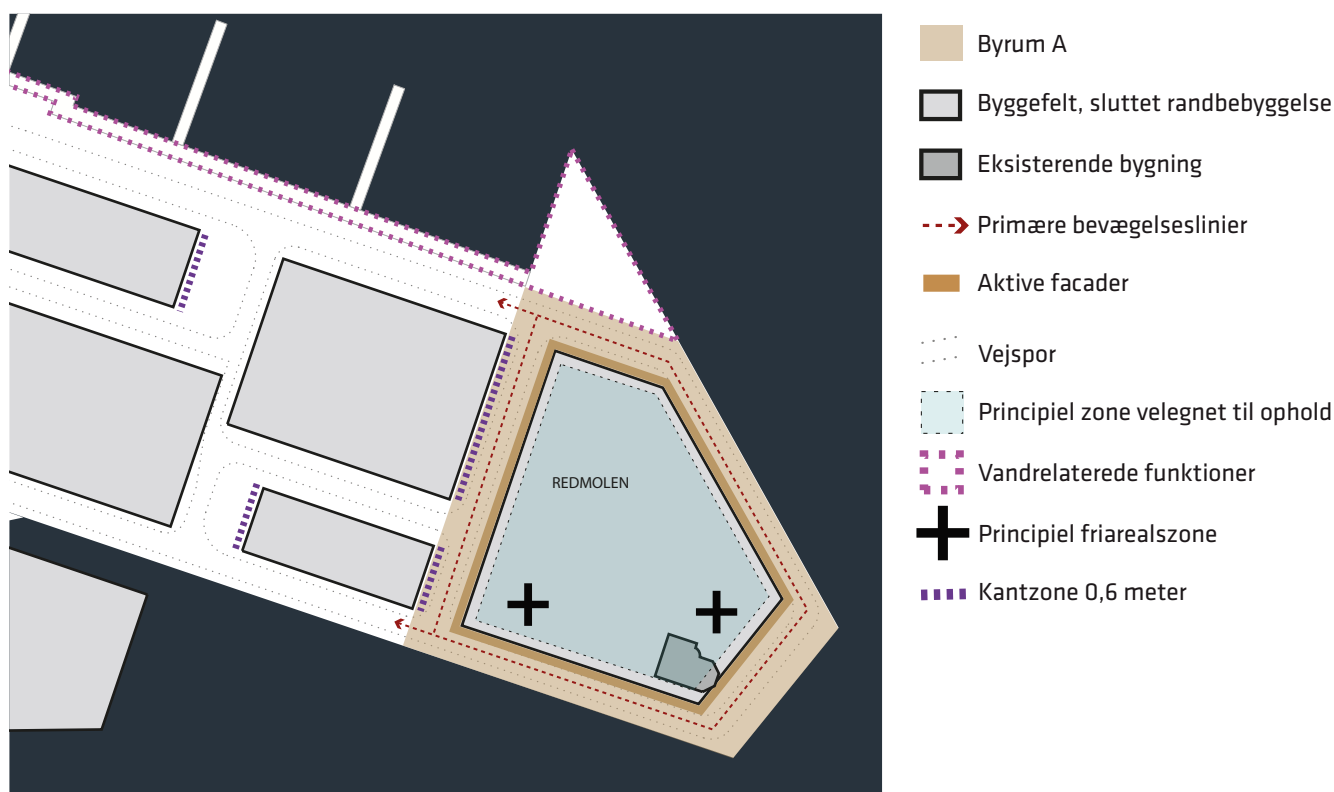 REDMOLEN
Byrum A
Byggefelt, sluttet randbebyggelse
Eksisterende bygning
Primære bevægelseslinier
Aktive facader
Vejspor
Principiel zone velegnet til ophold
Vandrelaterede funktioner
Principiel friarealszone
Kantzone 0,6 meter